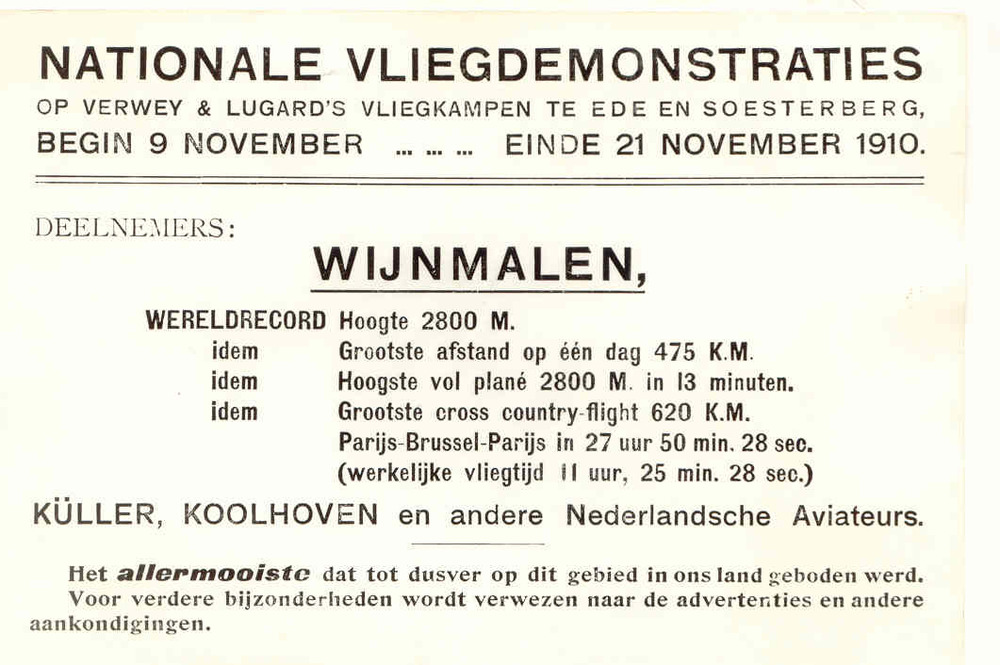 NATIONALE VLIEGDEMONSTRATIES
OP VERWEY & LUGARD'S VLIEGKAMPEN TE EDE EN SOESTERBERG,
BEGIN 9 NOVEMBER ... ... ... EINDE 21 NOVEMBER 1910.
DEELNEMERS:
WIJNMALEN,
WERELDRECORD Hoogte 2800 M.
idem Grootste afstand op één dag 475 K.M.
idem Hoogste vol plané 2800 M. in 13 minuten.
idem Grootste cross country-flight 620 K.M.
Parijs-Brussel-Parijs in 27 uur 50 min. 28 sec.
(werkelijke vliegtijd 11 uur, 25 min. 28 sec.)
KÜLLER, KOOLHOVEN en andere Nederlandsche Aviateurs.
Het allermooiste dat tot dusver op dit gebied in ons land geboden werd.
Voor verdere bijzonderheden wordt verwezen naar de advertenties en andere
aankondigingen.